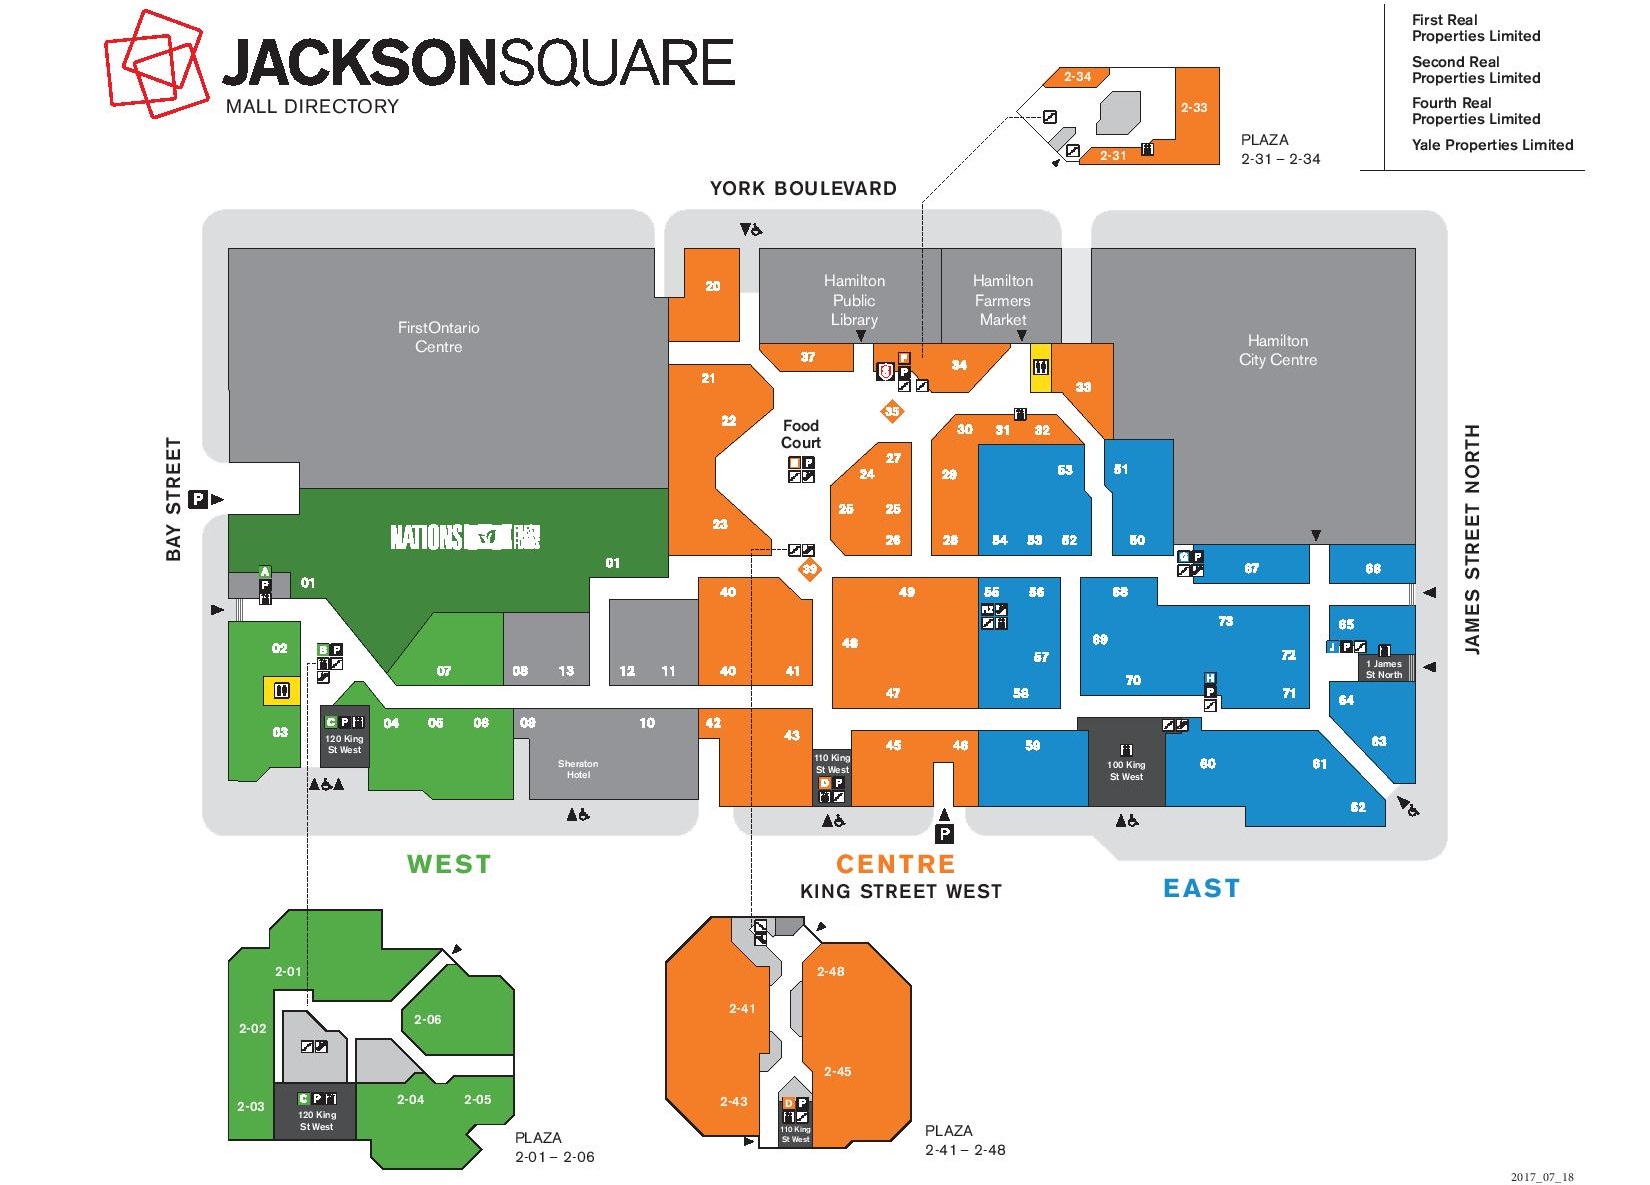 JACKSONSQUARE
MALL DIRECTORY
First Real
Properties Limited
Second Real
Properties Limited
Fourth Real
Properties Limited
Yale Properties Limited
2-34
2-33
2-31
PLAZA
2-31 – 2-34
YORK BOULEVARD
FirstOntario
Centre
20
Hamilton
Public
Library
Hamilton
Farmers
Market
Hamilton
City Centre
37
F
P
34
33
21
22
35
Food
Court
P
30
31
32
27
24
29
53
51
25
25
26
28
54
53
52
50
23
39
BAY STREET
P
NATIONS
01
01
A
P
JAMES STREET NORTH
G
P
67
66
40
49
55
56
68
73
65
02
B
P
07
08
13
12
11
40
41
48
47
57
58
69
70
72
71
H
P
J
P
1 James
St North
64
63
03
C
P
120 King
St West
04
05
06
09
10
Sheraton
Hotel
42
43
110 King
St West
D
P
45
46
59
100 King
St West
60
61
62
P
WEST
CENTRE
KING STREET WEST
EAST
2-01
2-02
2-06
2-03
C
P
120 King
St West
2-04
2-05
PLAZA
2-01 – 2-06
2-48
2-41
2-45
2-43
D
P
110 King
St West
PLAZA
2-41 – 2-48
2017_07_18